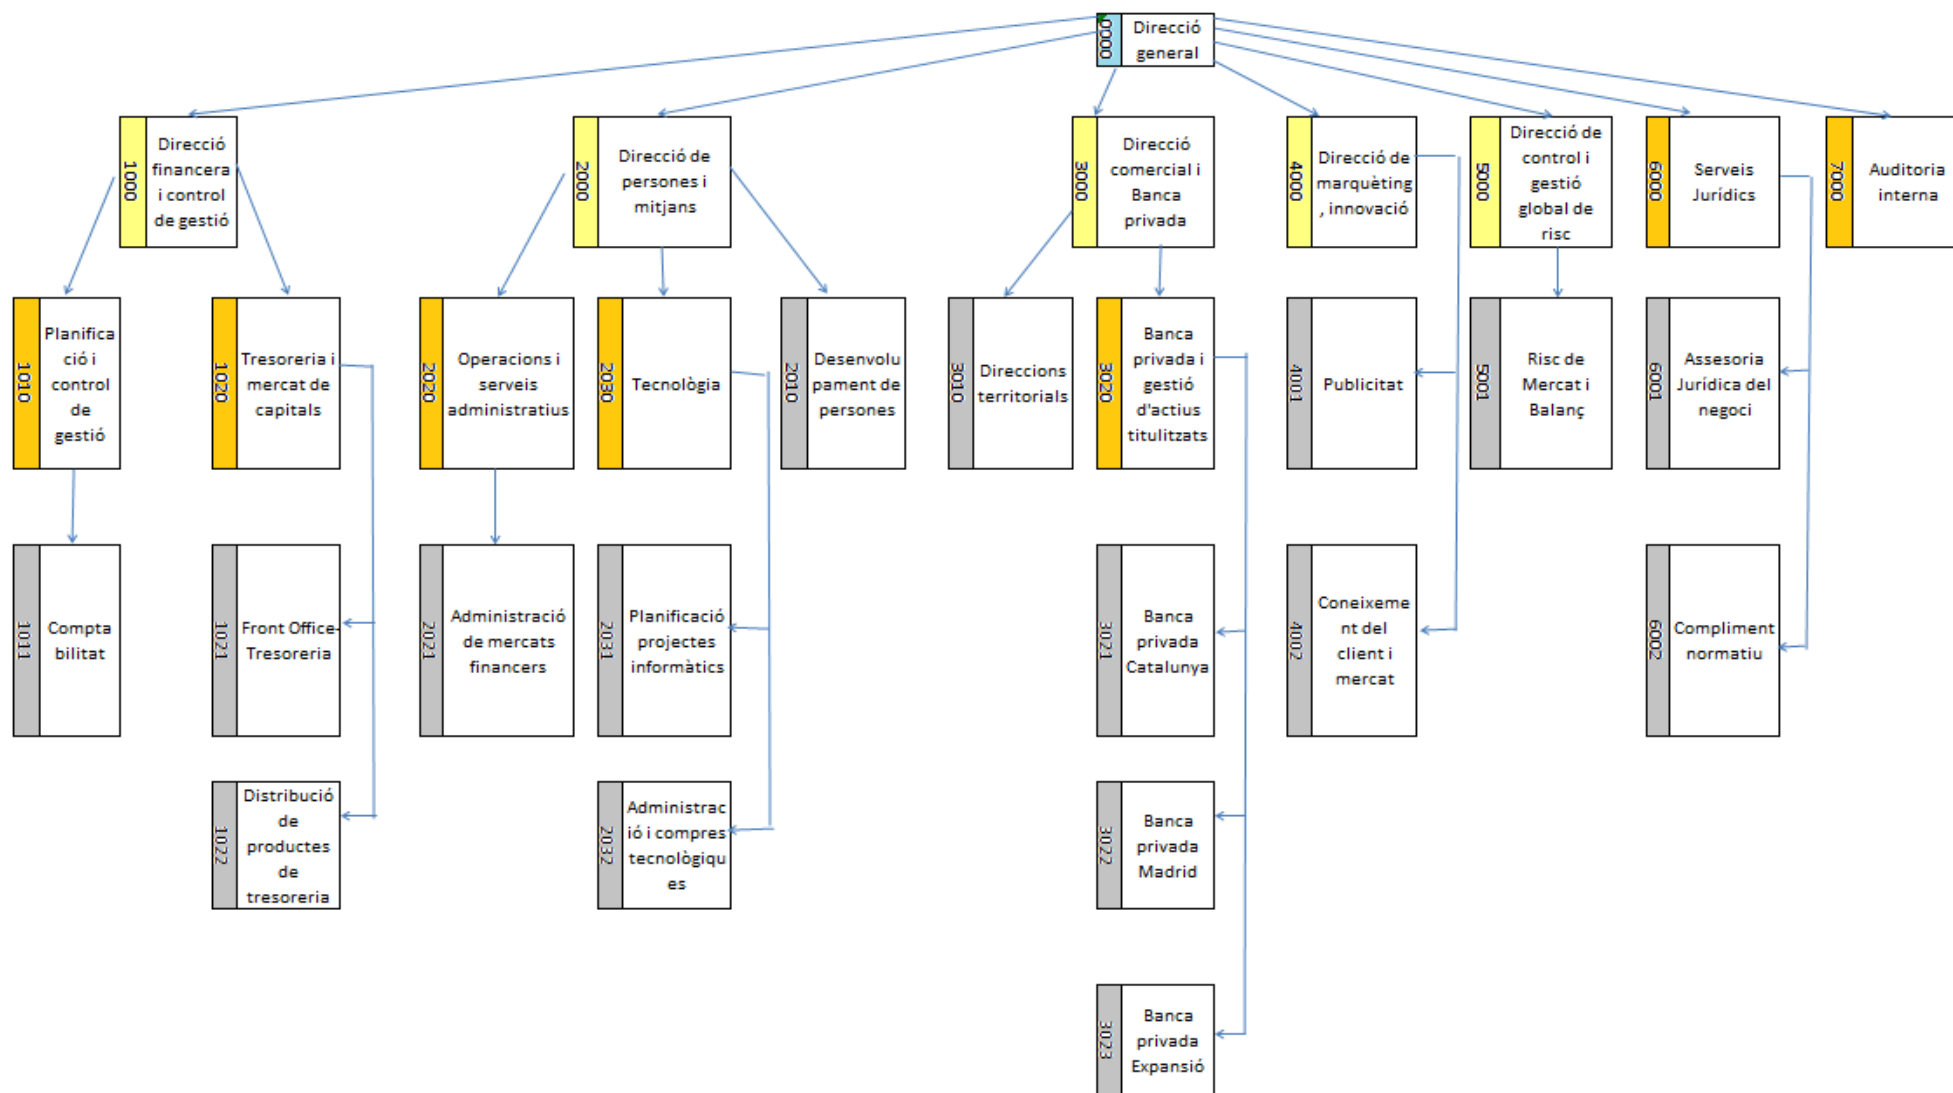 0000
Direcció
general
1000
Direcció
financera
i control
de gestió
2000
Direcció de
persones i
mitjans
3000
Direcció
comercial i
Banca
privada
4000
Direcció de
marquèting
, innovació
5000
Direcció de
control i
gestió
global de
risc
6000
Serveis
Jurídics
7000
Auditoria
interna
1010
Planifica
ció i
control
de
gestió
1020
Tresoreria i
mercat de
capitals
2020
Operacions i
serveis
administratius
2030
Tecnològia
2010
Desenvolu
pament de
persones
3010
Direccions
territorials
3020
Banca
privada i
gestió
d'actius
titulitzats
4001
Publicitat
5001
Risc de
Mercat i
Balanç
6001
Assesoria
Jurídica del
negoci
1011
Compta
bilitat
1021
Front Office-
Tresoreria
2021
Administració
de mercats
financers
2031
Planificació
projectes
informàtics
3021
Banca
privada
Catalunya
4002
Coneixeme
nt del
client i
mercat
6002
Compliment
normatiu
1022
Distribució
de
productes
de
tresoreria
2032
Administrac
ió i compres
tecnològiqu
es
3022
Banca
privada
Madrid
3023
Banca
privada
Expansió